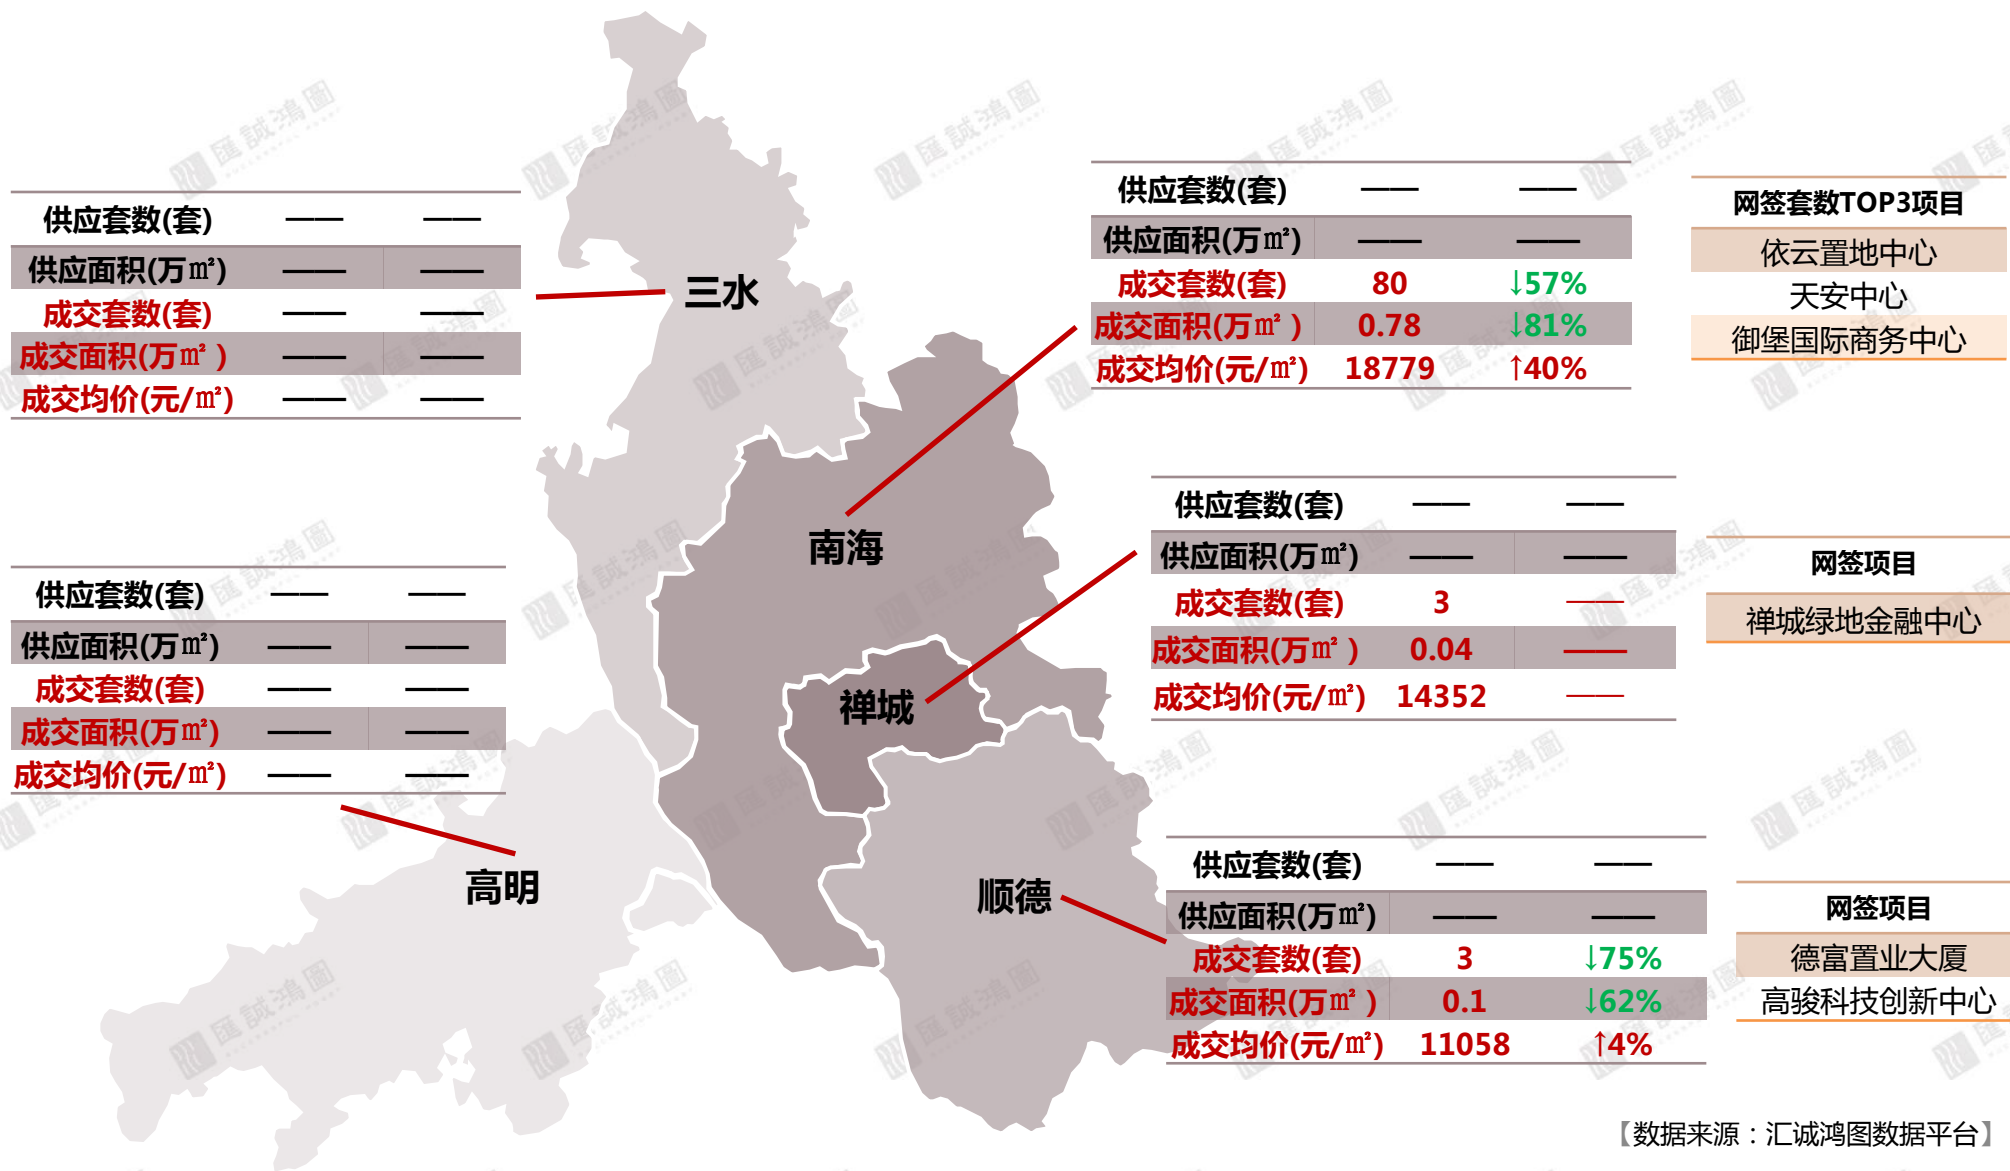 供应套数(套) —— ——
供应面积(万㎡) —— ——
成交套数(套) —— ——
成交面积(万㎡) —— ——
成交均价(元/㎡) —— ——
三水
供应套数(套) —— ——
供应面积(万㎡) —— ——
成交套数(套) 80 ↓57%
成交面积(万㎡) 0.78 ↓81%
成交均价(元/㎡) 18779 ↑40%
网签套数TOP3项目
依云置地中心
天安中心
御堡国际商务中心
南海
供应套数(套) —— ——
供应面积(万㎡) —— ——
成交套数(套) 3 ——
成交面积(万㎡) 0.04 ——
成交均价(元/㎡) 14352 ——
网签项目
禅城绿地金融中心
禅城
供应套数(套) —— ——
供应面积(万㎡) —— ——
成交套数(套) —— ——
成交面积(万㎡) —— ——
成交均价(元/㎡) —— ——
高明
顺德
供应套数(套) —— ——
供应面积(万㎡) —— ——
成交套数(套) 3 ↓75%
成交面积(万㎡) 0.1 ↓62%
成交均价(元/㎡) 11058 ↑4%
网签项目
德富置业大厦
高骏科技创新中心
【数据来源：汇诚鸿图数据平台】
匯誠鴻圖